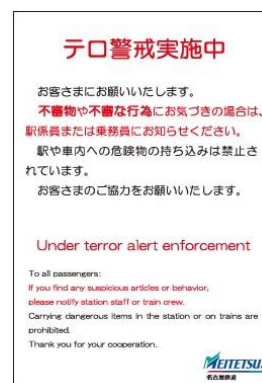 テロ警戒実施中
お客さまにお願いいたします。
不審物や不審な行為にお気づきの場合は、
駅係員または乗務員にお知らせください。
駅や車内への危険物の持ち込みは禁止さ
れています。
お客さまのご協力をお願いいたします。
Under terror alert enforcement
To all passengers:
If you find any suspicious articles or behavior,
please notify station staff or train crew.
Carrying dangerous items in the station or on trains are
prohibited.
Thank you for your cooperation.
MEITETSU
名古屋鉄道